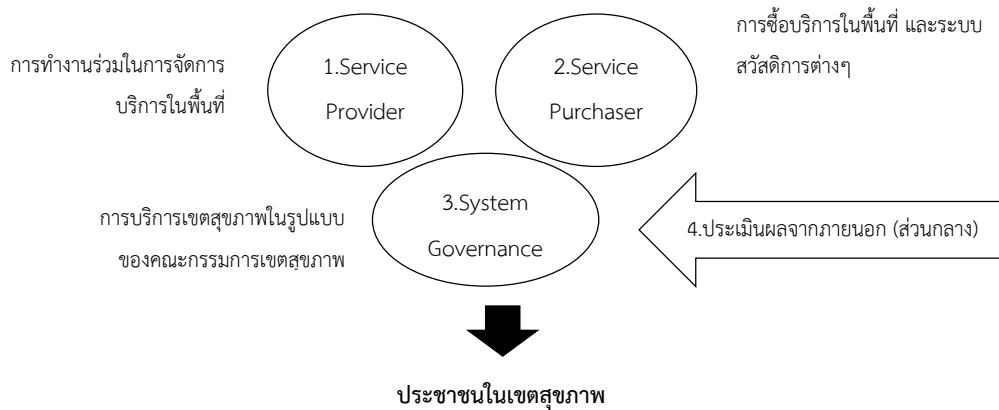 การทำงานร่วมในการจัดการ
บริการในพื้นที่
1.Service
Provider
2.Service
Purchaser
การซื้อบริการในพื้นที่ และระบบ
สวัสดิการต่างๆ
การบริการเขตสุขภาพในรูปแบบ
ของคณะกรรมการเขตสุขภาพ
3.System
Governance
4.ประเมินผลจากภายนอก (ส่วนกลาง)
ประชาชนในเขตสุขภาพ